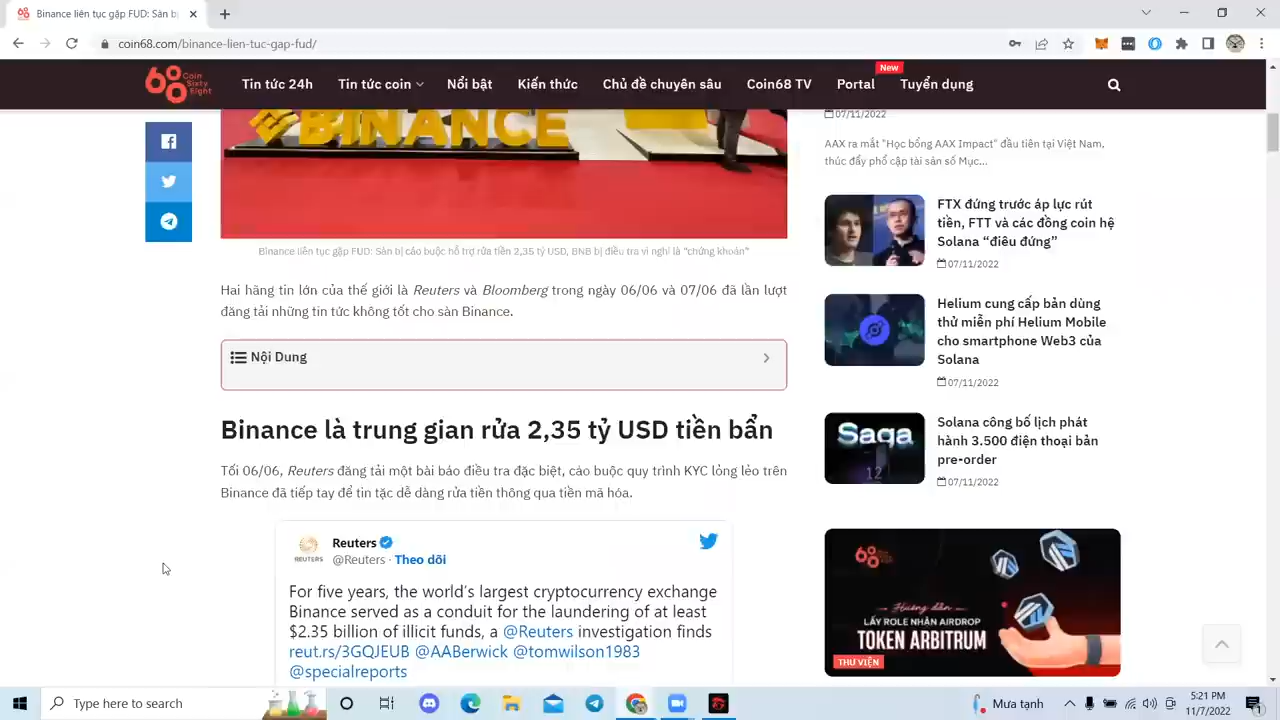 Binance liên tục gặp FUD: Sàn b
coin68.com/binance-lien-tuc-gap-fud/
68 Coin Sixty Eight
Tin tức 24h
Tin tức coin
Nổi bật
Kiến thức
Chủ đề chuyên sâu
Coin68 TV
Portal
New
Tuyển dụng
BINANCE
Binance liên tục gặp FUD: Sàn bị cáo buộc hỗ trợ rửa tiền 2,35 tỷ USD, BNB bị điều tra vì nghi là "chứng khoán"
Hai hãng tin lớn của thế giới là Reuters và Bloomberg trong ngày 06/06 và 07/06 đã lần lượt
đăng tải những tin tức không tốt cho sàn Binance.
Nội Dung
Binance là trung gian rửa 2,35 tỷ USD tiền bẩn
Tối 06/06, Reuters đăng tải một bài báo điều tra đặc biệt, cáo buộc quy trình KYC lỏng lẻo trên
Binance đã tiếp tay để tin tặc dễ dàng rửa tiền thông qua tiền mã hóa.
REUTERS
Reuters
@Reuters · Theo dõi
For five years, the world's largest cryptocurrency exchange
Binance served as a conduit for the laundering of at least
$2.35 billion of illicit funds, a @Reuters investigation finds
reut.rs/3GQJEUB @AABerwick @tomwilson1983
@specialreports
07/11/2022
AAX ra mắt "Học bổng AAX Impact" đầu tiên tại Việt Nam,
thúc đẩy phổ cập tài sản số Mục...
FTX đứng trước áp lực rút
tiền, FTT và các đồng coin hệ
Solana “điêu đứng”
07/11/2022
Helium cung cấp bản dùng
thử miễn phí Helium Mobile
cho smartphone Web3 của
Solana
07/11/2022
Saga
Solana công bố lịch phát
hành 3.500 điện thoại bản
pre-order
07/11/2022
68
Hướng dẫn
LẤY ROLE NHẬN AIRDROP
TOKEN ARBITRUM
THƯ VIỆN
Type here to search
Mưa tạnh
5:21 PM
11/7/2022